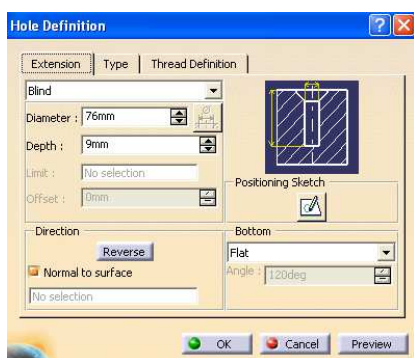 Hole Definition
Extension Type Thread Definition
Blind
Diameter : 76mm
Depth : 9mm
Limit : No selection
Offset : 0mm
Positioning Sketch
Direction
Reverse
Normal to surface
No selection
Bottom
Flat
Angle : 120deg
OK Cancel Preview